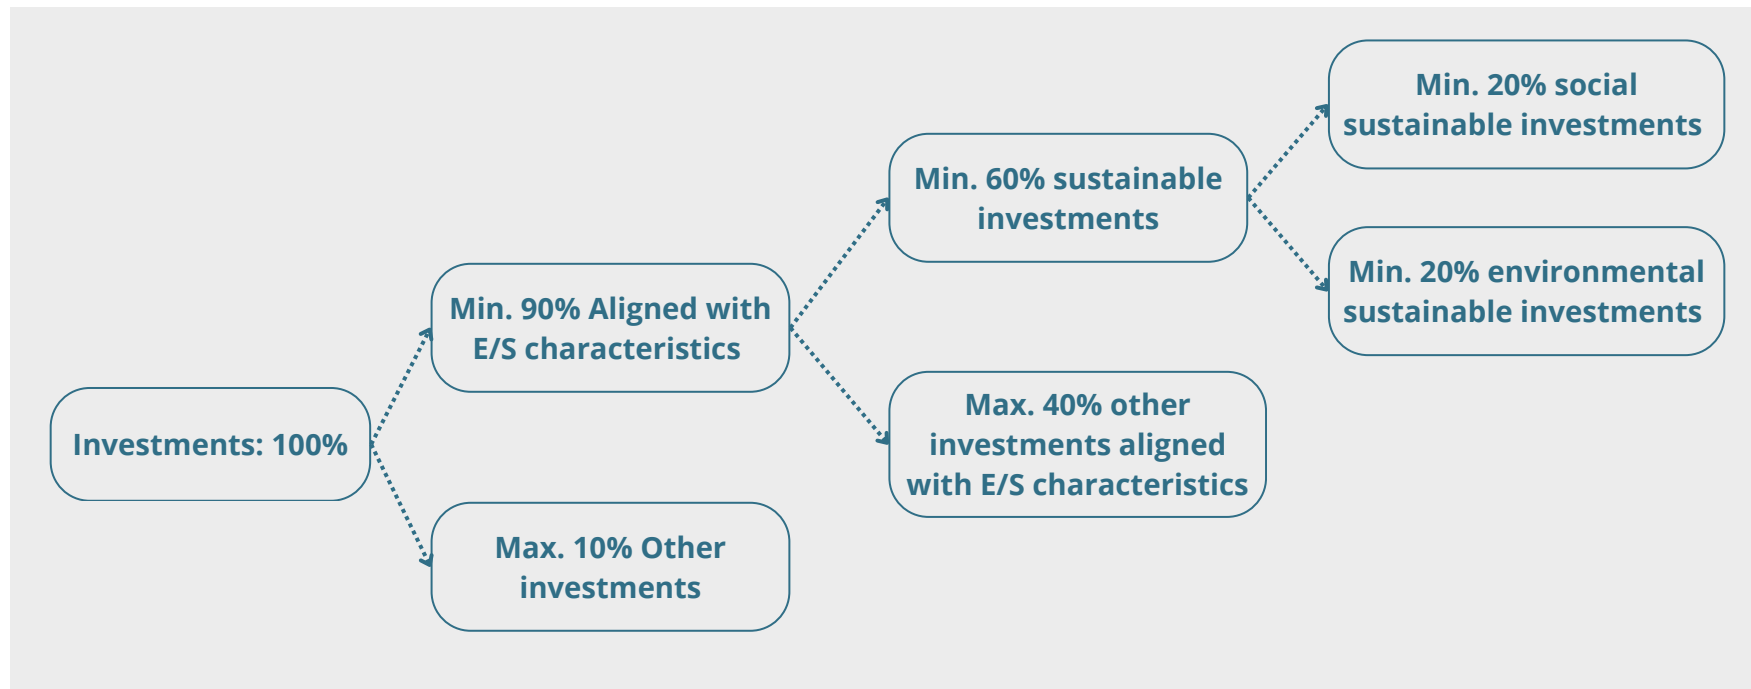 Investments: 100%
Min. 90% Aligned with
E/S characteristics
Max. 10% Other
investments
Min. 60% sustainable
investments
Max. 40% other
investments aligned
with E/S characteristics
Min. 20% social
sustainable investments
Min. 20% environmental
sustainable investments